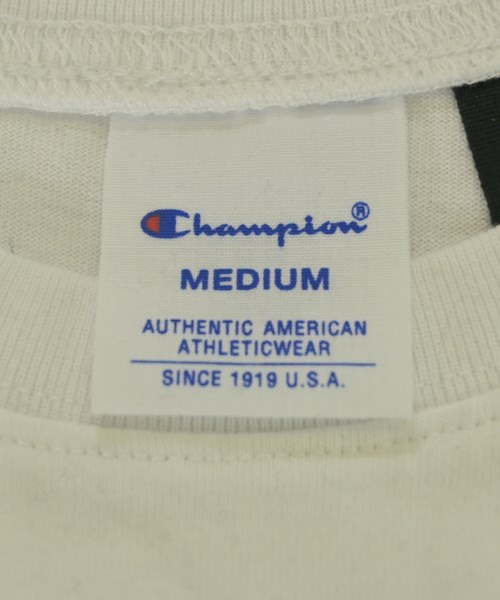 Champion®
MEDIUM
AUTHENTIC AMERICAN
ATHLETICWEAR
SINCE 1919 U.S.A.